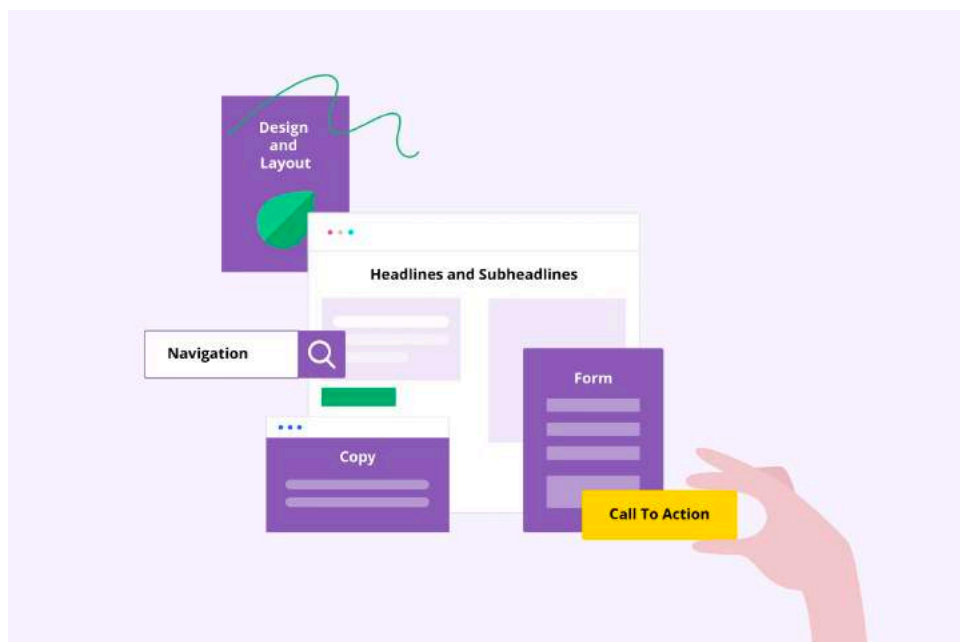 Design
and
Layout
Headlines and Subheadlines
Navigation
Form
Copy
Call To Action